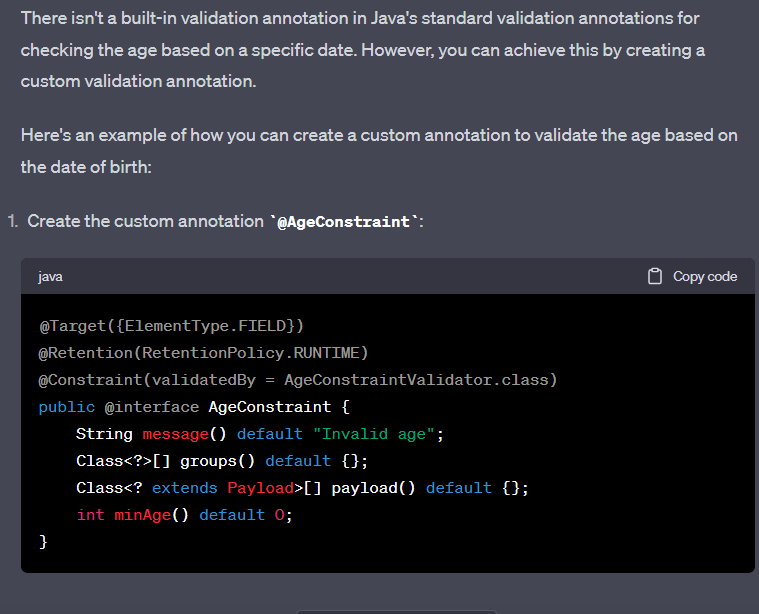 There isn't a built-in validation annotation in Java's standard validation annotations for
checking the age based on a specific date. However, you can achieve this by creating a
custom validation annotation.
Here's an example of how you can create a custom annotation to validate the age based on
the date of birth:
1. Create the custom annotation `@AgeConstraint`:
java
Copy code
@Target({ElementType.FIELD})
@Retention(RetentionPolicy.RUNTIME)
@Constraint(validatedBy = AgeConstraintValidator.class)
public @interface AgeConstraint {
    String message() default "Invalid age";
    Class<?>[] groups() default {};
    Class<? extends Payload>[] payload() default {};
    int minAge() default 0;
}